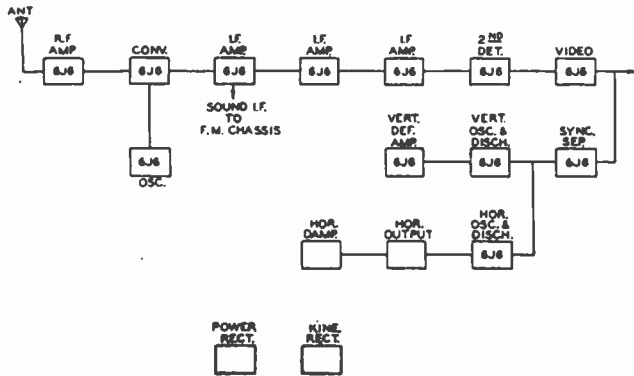 ANT
R.F. AMP.
6J6
CONV.
6J6
I.F. AMP.
6J6
I.F. AMP.
6J6
I.F. AMP.
6J6
2ND DET.
6J6
VIDEO
6J6
SOUND I.F.
TO
F.M. CHASSIS
6J6
OSC.
VERT.
DEF.
AMP.
6J6
VERT.
OSC. &
DISCH.
6J6
SYNC.
SEP.
6J6
HOR.
DAMP.
HOR.
OUTPUT
HOR.
OSC. &
DISCH.
6J6
POWER
RECT.
KINE.
RECT.